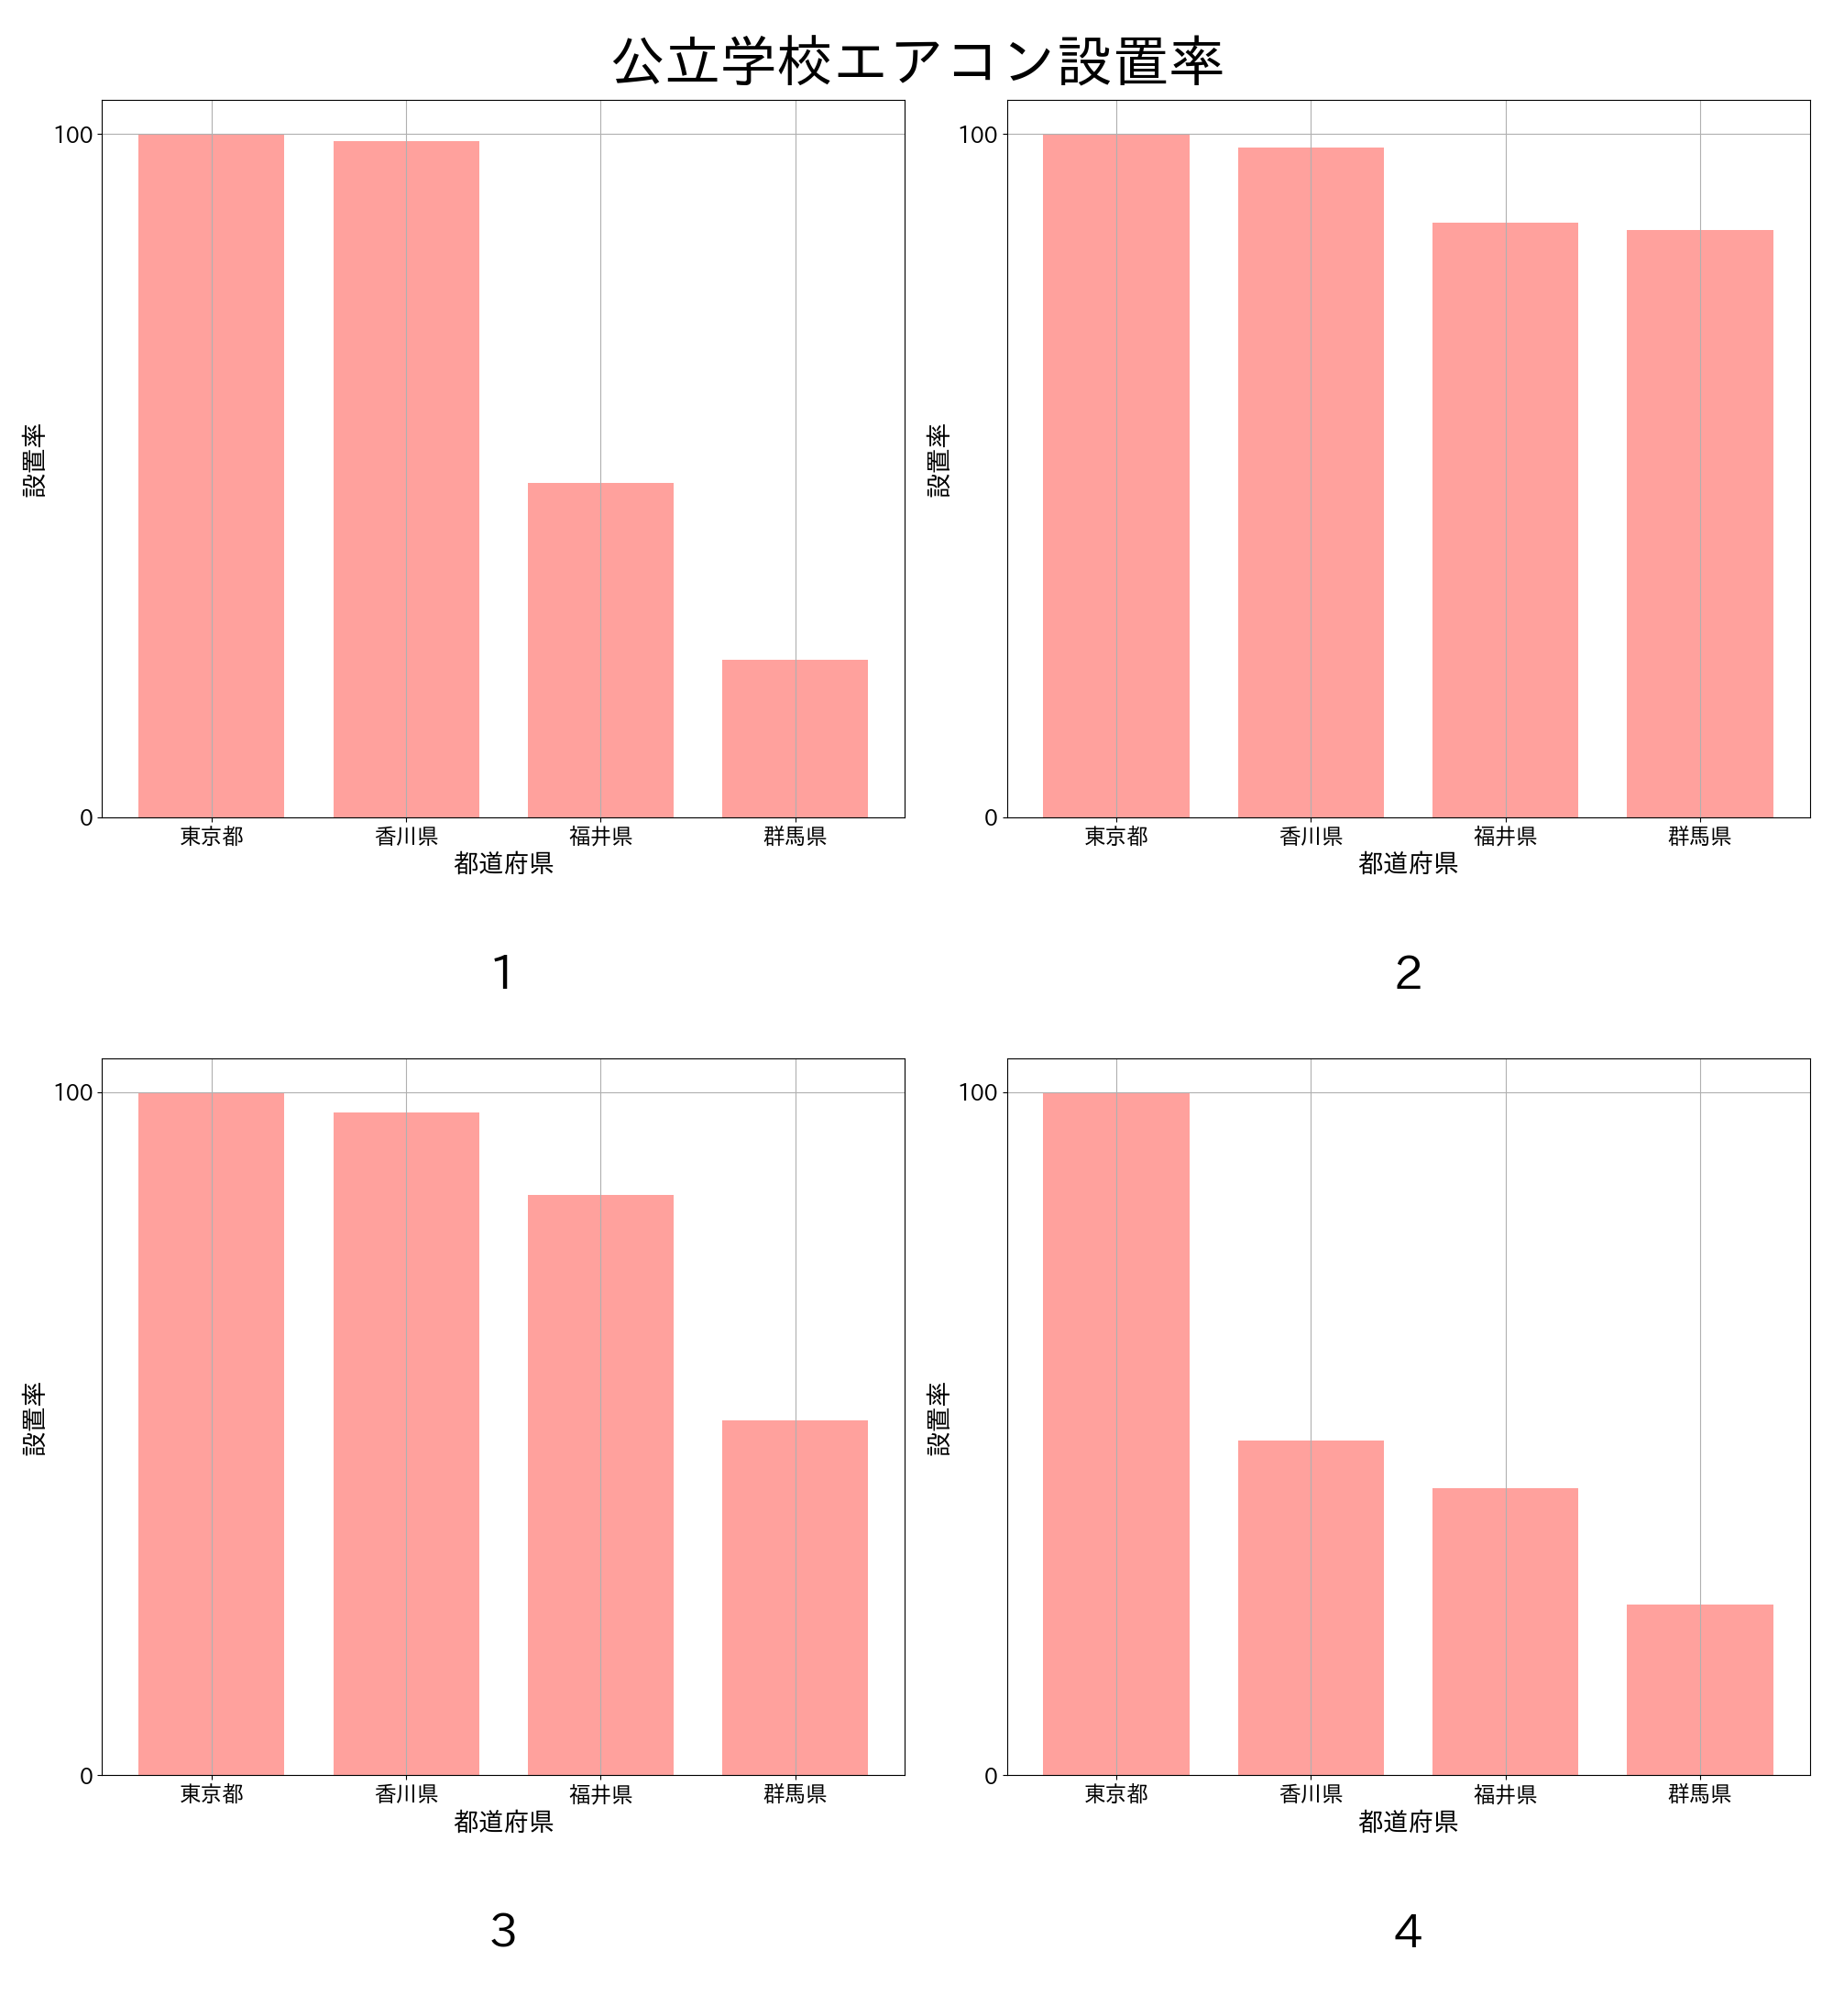 公立学校エアコン設置率
100
0
設置率
東京都 香川県 福井県 群馬県
都道府県
1
100
0
設置率
東京都 香川県 福井県 群馬県
都道府県
2
100
0
設置率
東京都 香川県 福井県 群馬県
都道府県
3
100
0
設置率
東京都 香川県 福井県 群馬県
都道府県
4